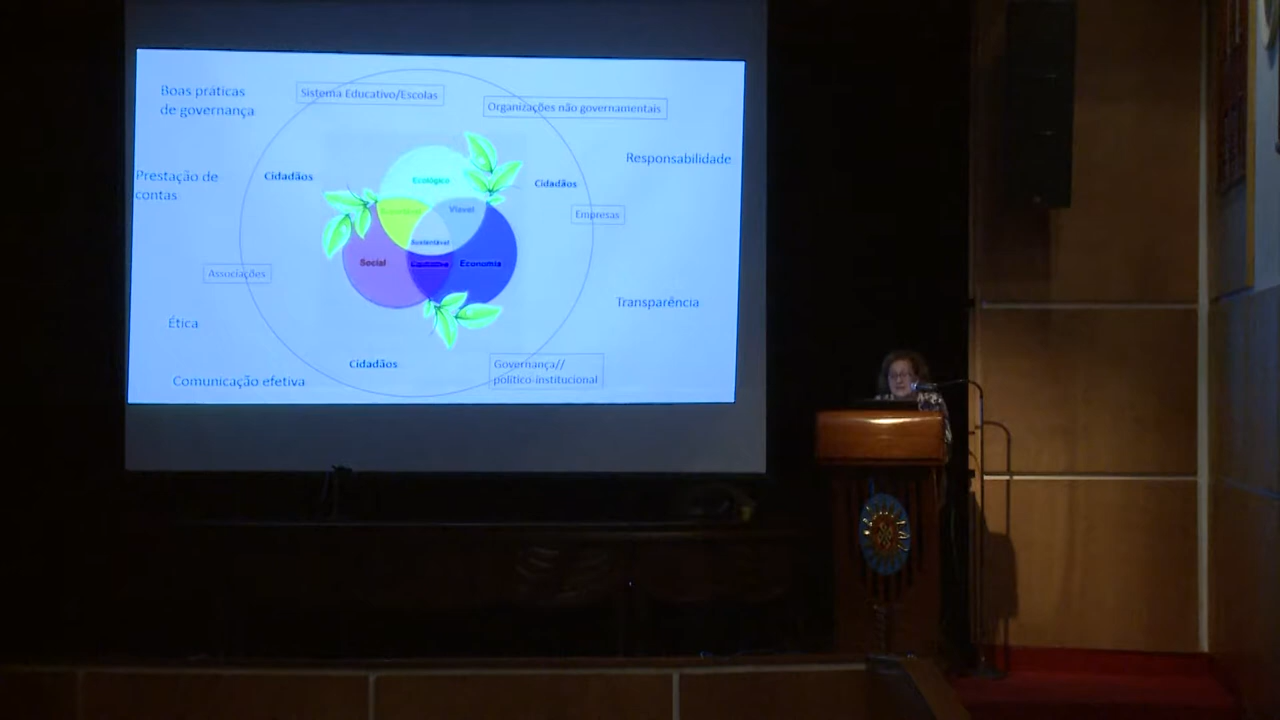 Boas práticas
de governança
Sistema Educativo/Escolas
Organizações não governamentais
Responsabilidade
Prestação de
contas
Cidadãos
Cidadãos
Ecológico
Viavel
Empresas
Sustentável
Social
Economia
Associações
Transparência
Ética
Cidadãos
Governança//
político-institucional
Comunicação efetiva